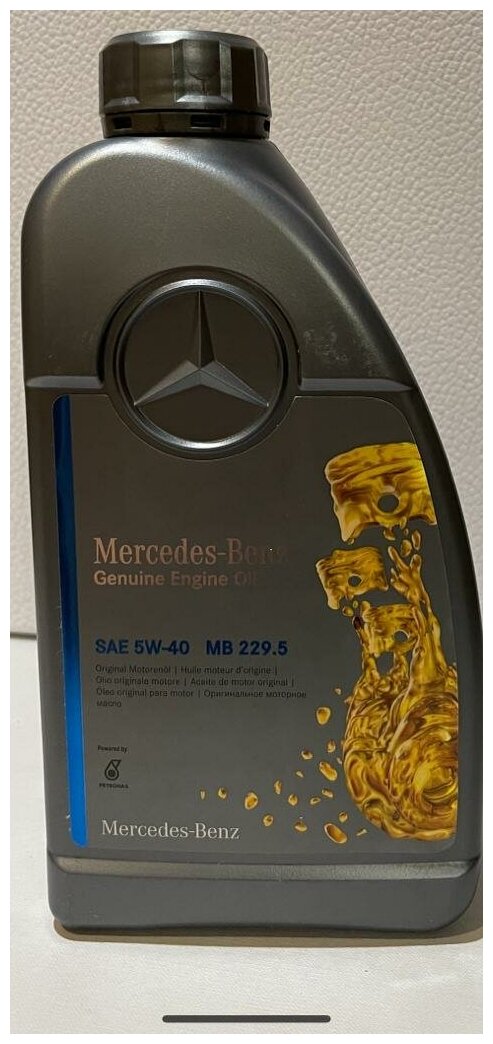 Mercedes-Benz
Genuine Engine Oil
SAE 5W-40 MB 229.5
Original Motorenöl | Huile moteur d'origine |
Olio originale motore | Aceite de motor original |
Óleo original para motor | Оригинальное моторное
масло
Powered by
PETRONAS
Mercedes-Benz